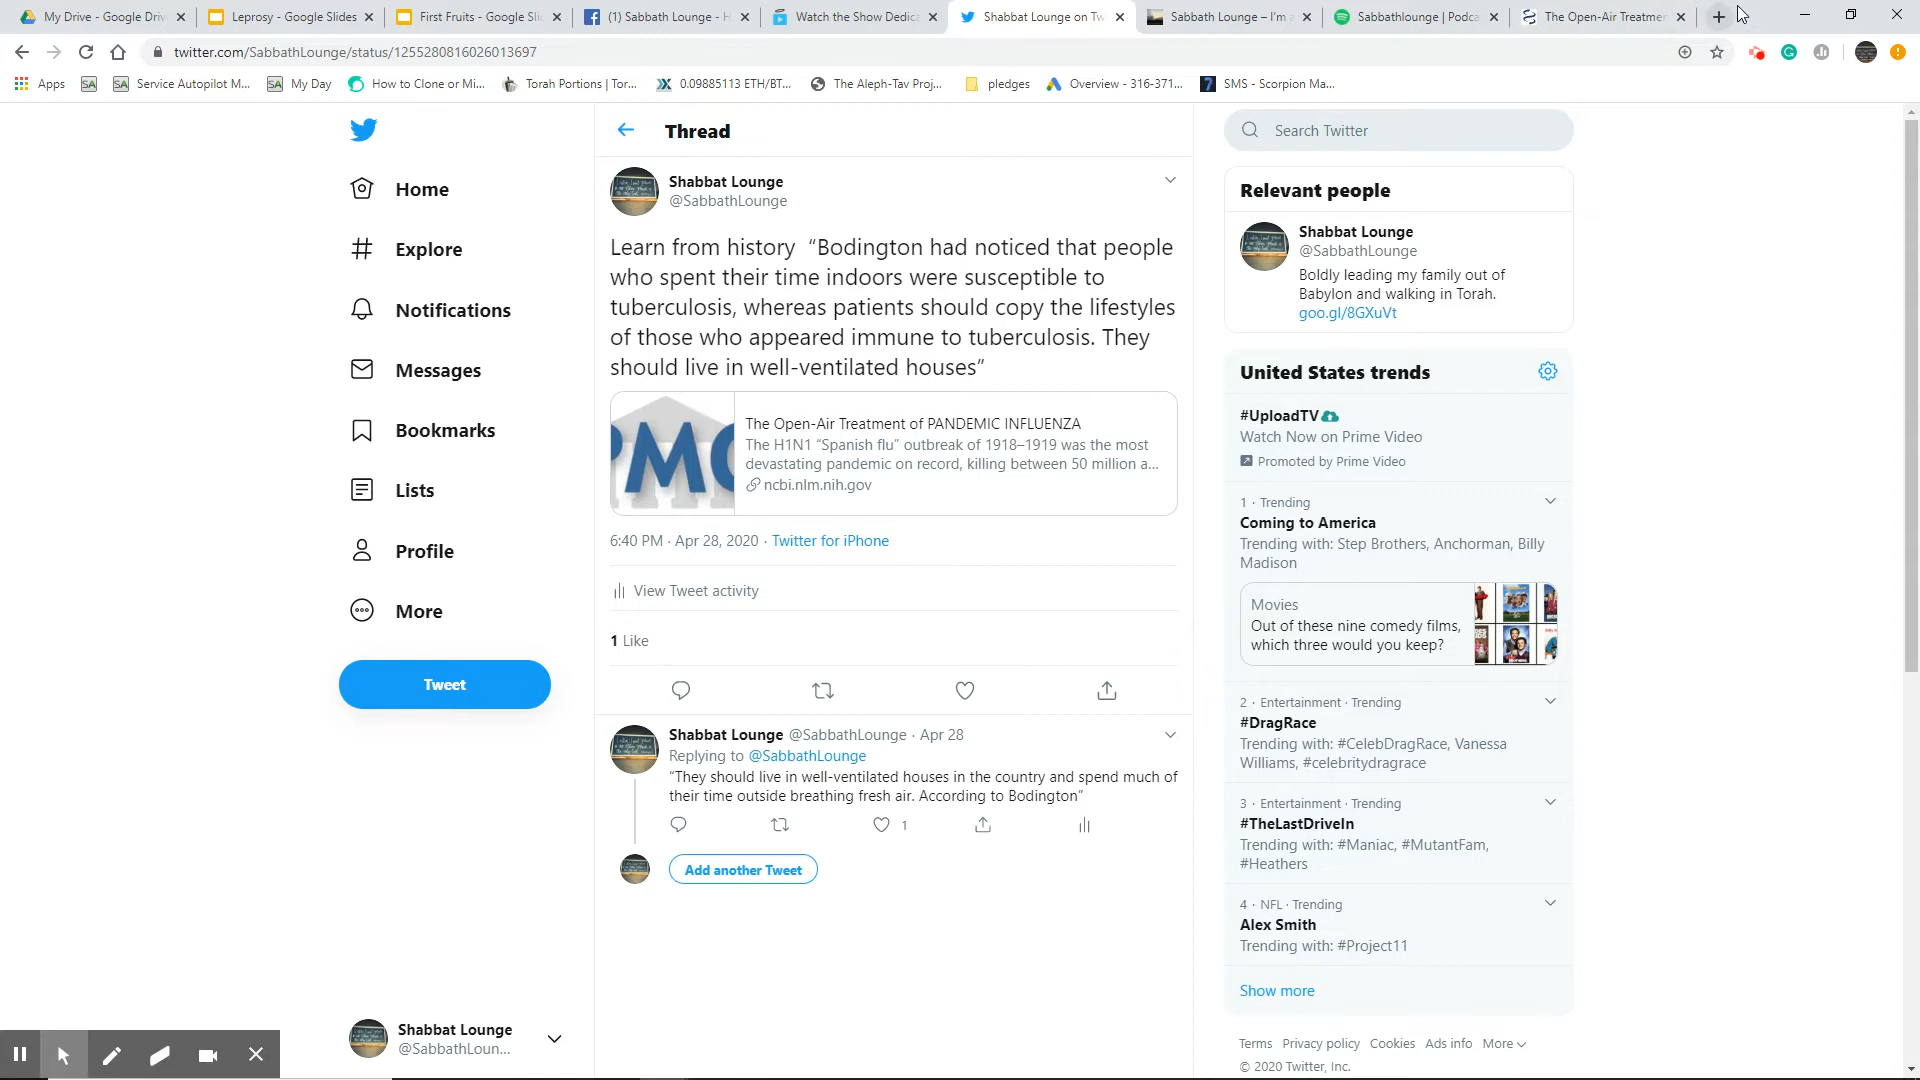 My Drive - Google Driv
Leprosy - Google Slides
First Fruits - Google Slid
(1) Sabbath Lounge - H
Watch the Show Dedica
Shabbat Lounge on Tw
Sabbath Lounge – I'm a
Sabbathlounge | Podca
The Open-Air Treatmen
twitter.com/SabbathLounge/status/1255280816026013697
Apps
SA
SA Service Autopilot M...
SA My Day
How to Clone or Mi...
Torah Portions | Tor...
0.09885113 ETH/BT...
The Aleph-Tav Proj...
pledges
Overview - 316-371...
7 SMS - Scorpion Ma...
Home
Explore
Notifications
Messages
Bookmarks
Lists
Profile
More
Tweet
Shabbat Lounge
@SabbathLoun...
Thread
Shabbat Lounge
@SabbathLounge
Learn from history “Bodington had noticed that people
who spent their time indoors were susceptible to
tuberculosis, whereas patients should copy the lifestyles
of those who appeared immune to tuberculosis. They
should live in well-ventilated houses”
PMC
The Open-Air Treatment of PANDEMIC INFLUENZA
The H1N1 “Spanish flu” outbreak of 1918–1919 was the most
devastating pandemic on record, killing between 50 million a...
ncbi.nlm.nih.gov
6:40 PM · Apr 28, 2020 · Twitter for iPhone
View Tweet activity
1 Like
Shabbat Lounge @SabbathLounge · Apr 28
Replying to @SabbathLounge
“They should live in well-ventilated houses in the country and spend much of
their time outside breathing fresh air. According to Bodington”
1
Add another Tweet
Search Twitter
Relevant people
Shabbat Lounge
@SabbathLounge
Boldly leading my family out of
Babylon and walking in Torah.
goo.gl/8GXuVt
United States trends
#UploadTV
Watch Now on Prime Video
Promoted by Prime Video
1 · Trending
Coming to America
Trending with: Step Brothers, Anchorman, Billy
Madison
Movies
Out of these nine comedy films,
which three would you keep?
2 · Entertainment · Trending
#DragRace
Trending with: #CelebDragRace, Vanessa
Williams, #celebritydragrace
3 · Entertainment · Trending
#TheLastDriveIn
Trending with: #Maniac, #MutantFam,
#Heathers
4 · NFL · Trending
Alex Smith
Trending with: #Project11
Show more
Terms Privacy policy Cookies Ads info More
© 2020 Twitter, Inc.